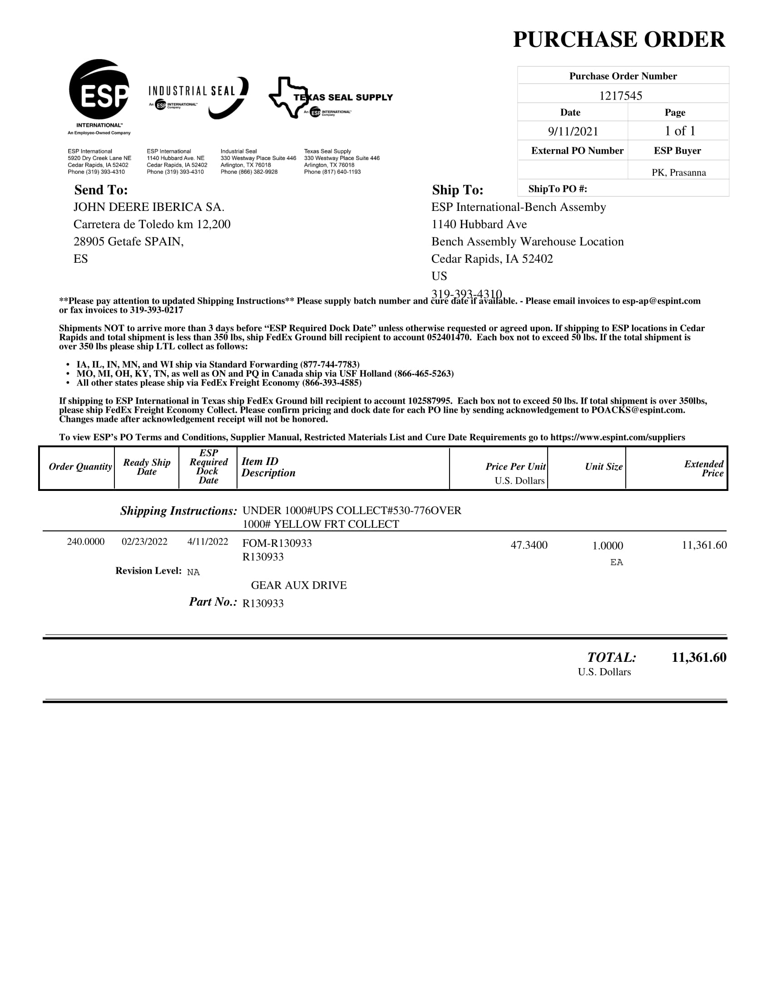 PURCHASE ORDER
ESP
INTERNATIONAL™
An Employee-Owned Company
INDUSTRIAL SEAL
An ESP INTERNATIONAL™
Company
TEXAS SEAL SUPPLY
An ESP INTERNATIONAL™
Company
Purchase Order Number
1217545
Date Page
9/11/2021 1 of 1
External PO Number ESP Buyer
PK, Prasanna
ShipTo PO #:
ESP International
5920 Dry Creek Lane NE
Cedar Rapids, IA 52402
Phone (319) 393-4310
ESP International
1140 Hubbard Ave. NE
Cedar Rapids, IA 52402
Phone (319) 393-4310
Industrial Seal
330 Westway Place Suite 446
Arlington, TX 76018
Phone (866) 382-9928
Texas Seal Supply
330 Westway Place Suite 446
Arlington, TX 76018
Phone (817) 640-1193
Send To:
JOHN DEERE IBERICA SA.
Carretera de Toledo km 12,200
28905 Getafe SPAIN,
ES
Ship To:
ESP International-Bench Assemby
1140 Hubbard Ave
Bench Assembly Warehouse Location
Cedar Rapids, IA 52402
US
319-393-4310
**Please pay attention to updated Shipping Instructions** Please supply batch number and cure date if available. - Please email invoices to esp-ap@espint.com
or fax invoices to 319-393-0217
Shipments NOT to arrive more than 3 days before “ESP Required Dock Date” unless otherwise requested or agreed upon. If shipping to ESP locations in Cedar
Rapids and total shipment is less than 350 lbs, ship FedEx Ground bill recipient to account 052401470. Each box not to exceed 50 lbs. If the total shipment is
over 350 lbs please ship LTL collect as follows:
• IA, IL, IN, MN, and WI ship via Standard Forwarding (877-744-7783)
• MO, MI, OH, KY, TN, as well as ON and PQ in Canada ship via USF Holland (866-465-5263)
• All other states please ship via FedEx Freight Economy (866-393-4585)
If shipping to ESP International in Texas ship FedEx Ground bill recipient to account 102587995. Each box not to exceed 50 lbs. If total shipment is over 350lbs,
please ship FedEx Freight Economy Collect. Please confirm pricing and dock date for each PO line by sending acknowledgement to POACKS@espint.com.
Changes made after acknowledgement receipt will not be honored.
To view ESP’s PO Terms and Conditions, Supplier Manual, Restricted Materials List and Cure Date Requirements go to https://www.espint.com/suppliers
Order Quantity
Ready Ship
Date
ESP
Required
Dock
Date
Item ID
Description
Price Per Unit
U.S. Dollars
Unit Size
Extended
Price
Shipping Instructions: UNDER 1000#UPS COLLECT#530-776OVER
1000# YELLOW FRT COLLECT
240.0000 02/23/2022 4/11/2022 FOM-R130933 47.3400 1.0000 11,361.60
R130933 EA
Revision Level: NA
GEAR AUX DRIVE
Part No.: R130933
TOTAL: 11,361.60
U.S. Dollars